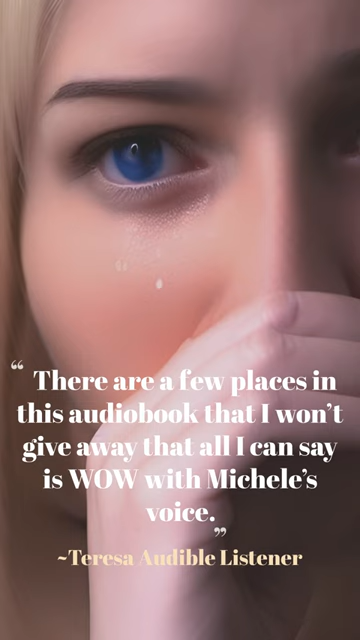 “ There are a few places in
this audiobook that I won’t
give away that all I can say
is WOW with Michele’s
voice.
”
~Teresa Audible Listener